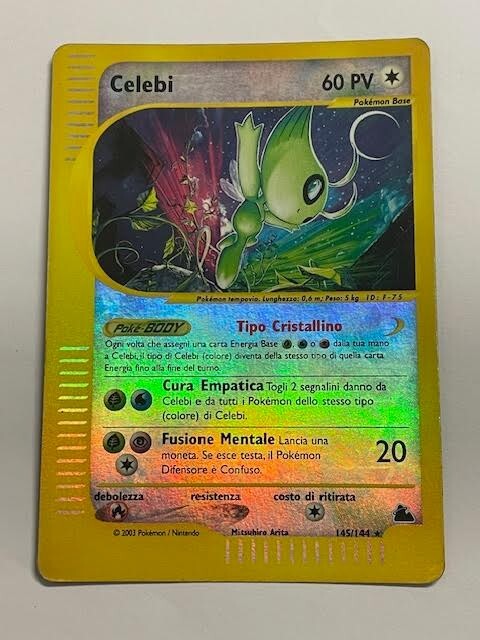 Celebi 60 PV
Pokémon Base
Pokémon tempovia. Lunghezza: 0,6 m; Peso: 5 kg ID: F-75
Poké-BODY Tipo Cristallino
Ogni volta che assegni una carta Energia Base , o dalla tua mano
a Celebi, il tipo di Celebi (colore) diventa dello stesso tipo di quella carta
Energia fino alla fine del turno.
Cura Empatica Togli 2 segnalini danno da
Celebi e da tutti i Pokémon dello stesso tipo
(colore) di Celebi.
Fusione Mentale Lancia una
moneta. Se esce testa, il Pokémon
Difensore è Confuso.
20
debolezza resistenza costo di ritirata
© 2003 Pokémon / Nintendo Mitsuhiro Arita 145/144 ★